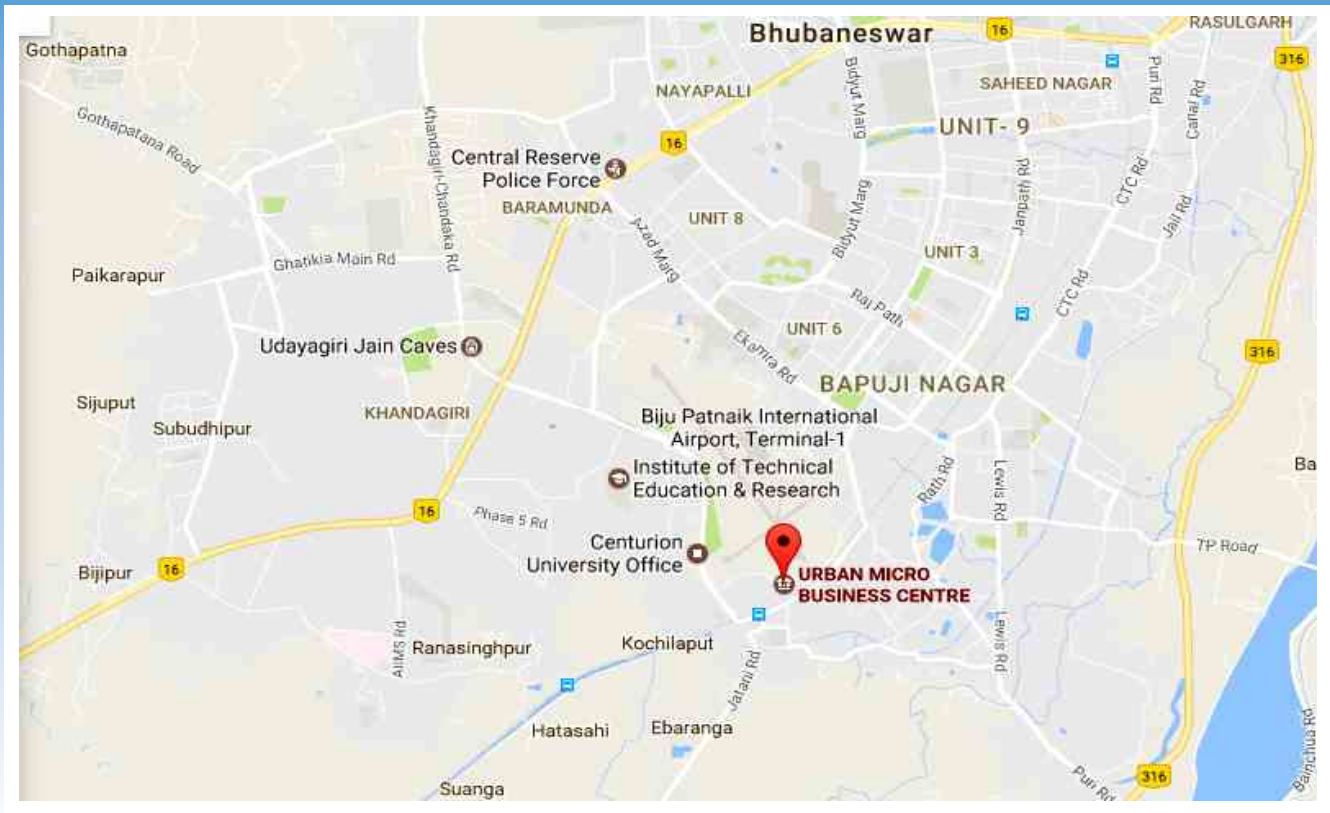 Gothapatna
Bhubaneswar
16
RASULGARH
316
NAYAPALLI
SAHEED NAGAR
Bidyut Marg
Puri Rd
Canal Rd
Gothapatana Road
Khandagiri-Chandaka Rd
UNIT- 9
16
Central Reserve
Police Force
BARAMUNDA
UNIT 8
Azad Marg
Bidyut Marg
Janpath Rd
CTC Rd
Jail Rd
UNIT 3
Ghatikia Main Rd
Paikarapur
Raj Path
CTC Rd
UNIT 6
Ekamra Rd
Udayagiri Jain Caves
316
BAPUJI NAGAR
Sijuput
KHANDAGIRI
Subudhipur
Biju Patnaik International
Airport, Terminal-1
Institute of Technical
Education & Research
Rath Rd
Lewis Rd
Ba
16
Phase 5 Rd
Centurion
University Office
TP Road
Bijipur
16
URBAN MICRO
BUSINESS CENTRE
AIIMS Rd
Ranasinghpur
Kochilaput
Lewis Rd
Jatani Rd
Hatasahi
Ebaranga
Suanga
Puri Rd
316
Bainchua Rd